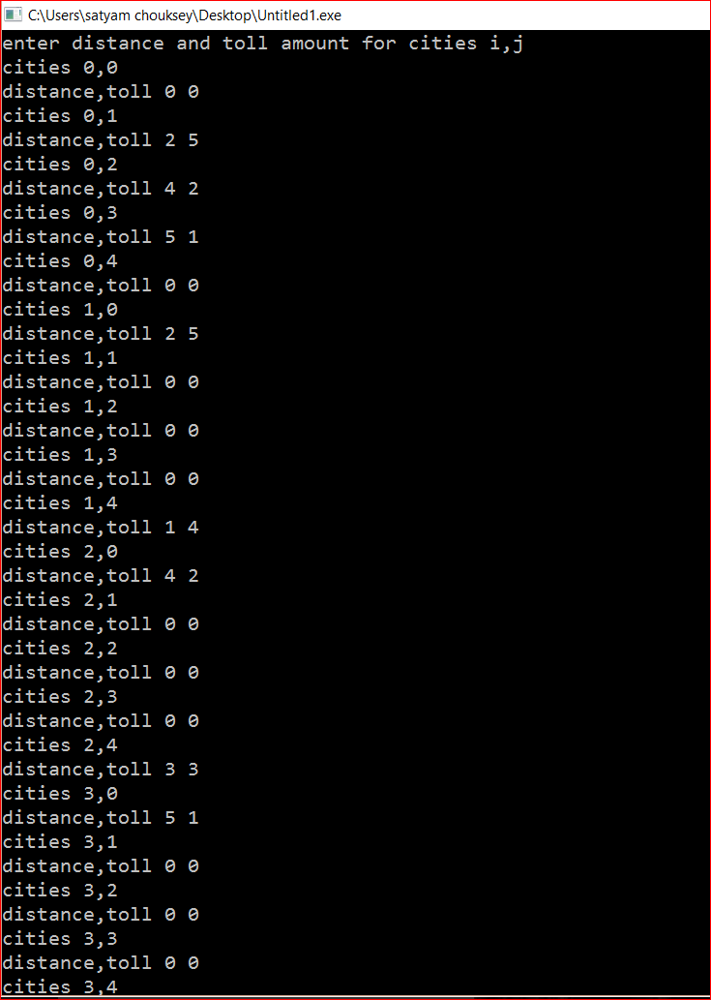 C:\Users\satyam chouksey\Desktop\Untitled1.exe
enter distance and toll amount for cities i,j
cities 0,0
distance,toll 0 0
cities 0,1
distance,toll 2 5
cities 0,2
distance,toll 4 2
cities 0,3
distance,toll 5 1
cities 0,4
distance,toll 0 0
cities 1,0
distance,toll 2 5
cities 1,1
distance,toll 0 0
cities 1,2
distance,toll 0 0
cities 1,3
distance,toll 0 0
cities 1,4
distance,toll 1 4
cities 2,0
distance,toll 4 2
cities 2,1
distance,toll 0 0
cities 2,2
distance,toll 0 0
cities 2,3
distance,toll 0 0
cities 2,4
distance,toll 3 3
cities 3,0
distance,toll 5 1
cities 3,1
distance,toll 0 0
cities 3,2
distance,toll 0 0
cities 3,3
distance,toll 0 0
cities 3,4